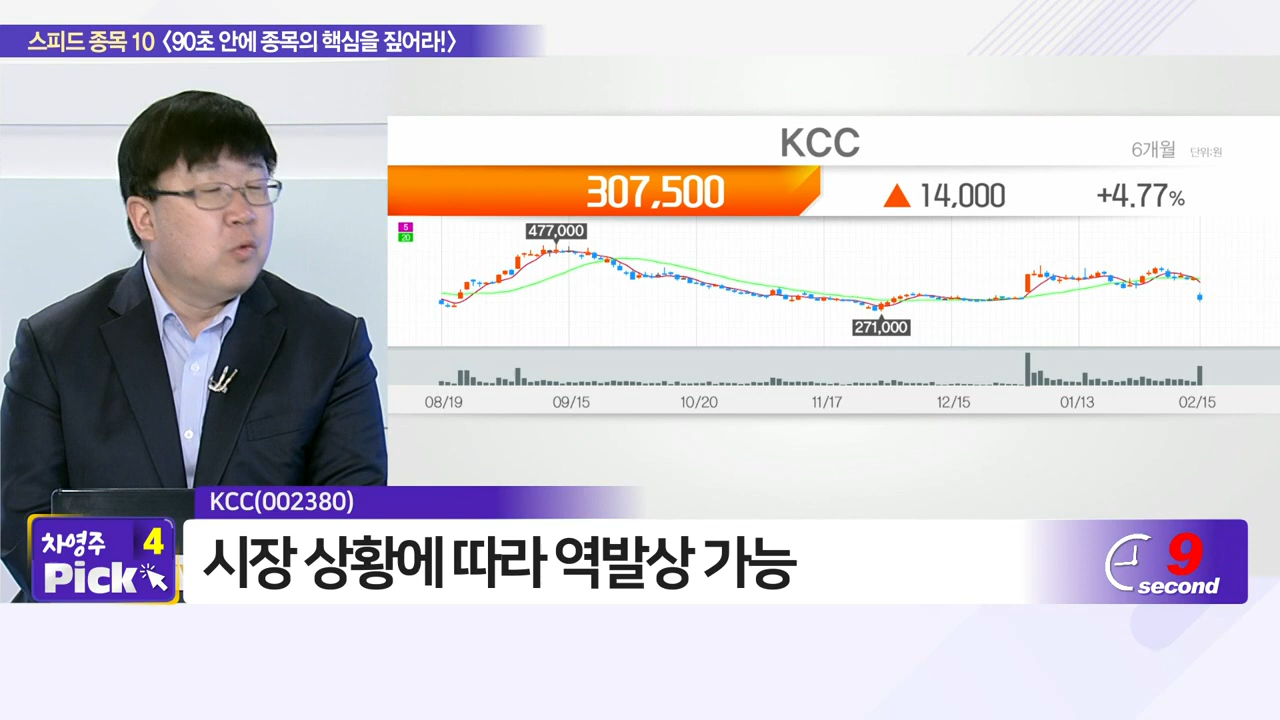 스피드 종목 10 〈90초 안에 종목의 핵심을 짚어라!〉
KCC
6개월 단위:원
307,500 ▲ 14,000 +4.77%
5
20
477,000
271,000
08/19 09/15 10/20 11/17 12/15 01/13 02/15
KCC(002380)
차영주 4
Pick
시장 상황에 따라 역발상 가능
9
second